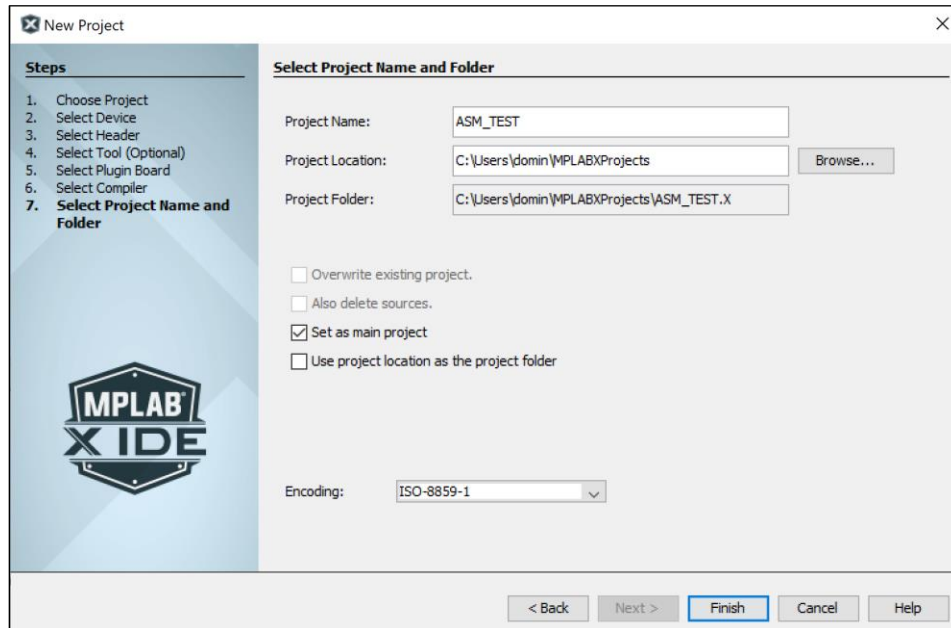 New Project
Steps
1. Choose Project
2. Select Device
3. Select Header
4. Select Tool (Optional)
5. Select Plugin Board
6. Select Compiler
7. Select Project Name and
Folder
MPLAB
X IDE
Select Project Name and Folder
Project Name: ASM_TEST
Project Location: C:\Users\domin\MPLABXProjects Browse...
Project Folder: C:\Users\domin\MPLABXProjects\ASM_TEST.X
Overwrite existing project.
Also delete sources.
Set as main project
Use project location as the project folder
Encoding: ISO-8859-1
< Back Next > Finish Cancel Help